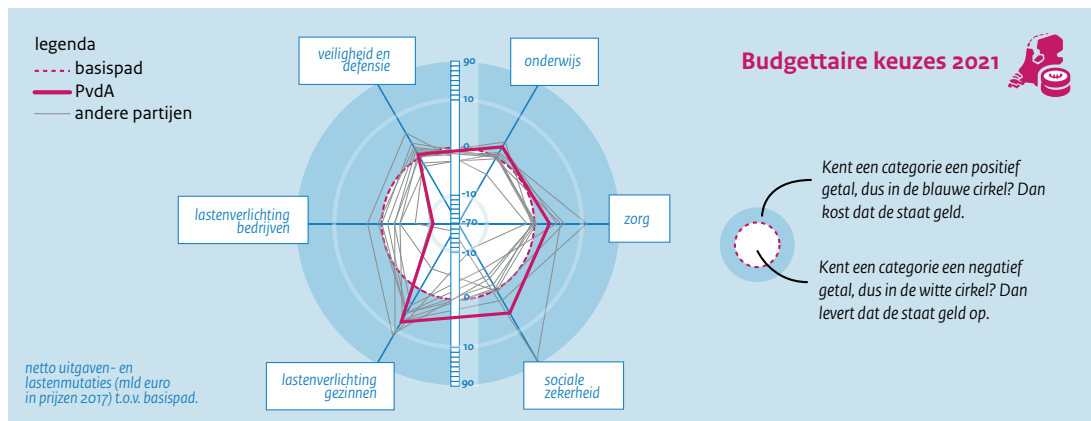 legenda
basispad
PvdA
andere partijen
veiligheid en
defensie
onderwijs
lastenverlichting
bedrijven
zorg
lastenverlichting
gezinnen
sociale
zekerheid
90
10
0
-10
-70
-10
0
10
90
netto uitgaven- en
lastenmutaties (mld euro
in prijzen 2017) t.o.v. basispad.
Budgettaire keuzes 2021
Kent een categorie een positief
getal, dus in de blauwe cirkel? Dan
kost dat de staat geld.
Kent een categorie een negatief
getal, dus in de witte cirkel? Dan
levert dat de staat geld op.